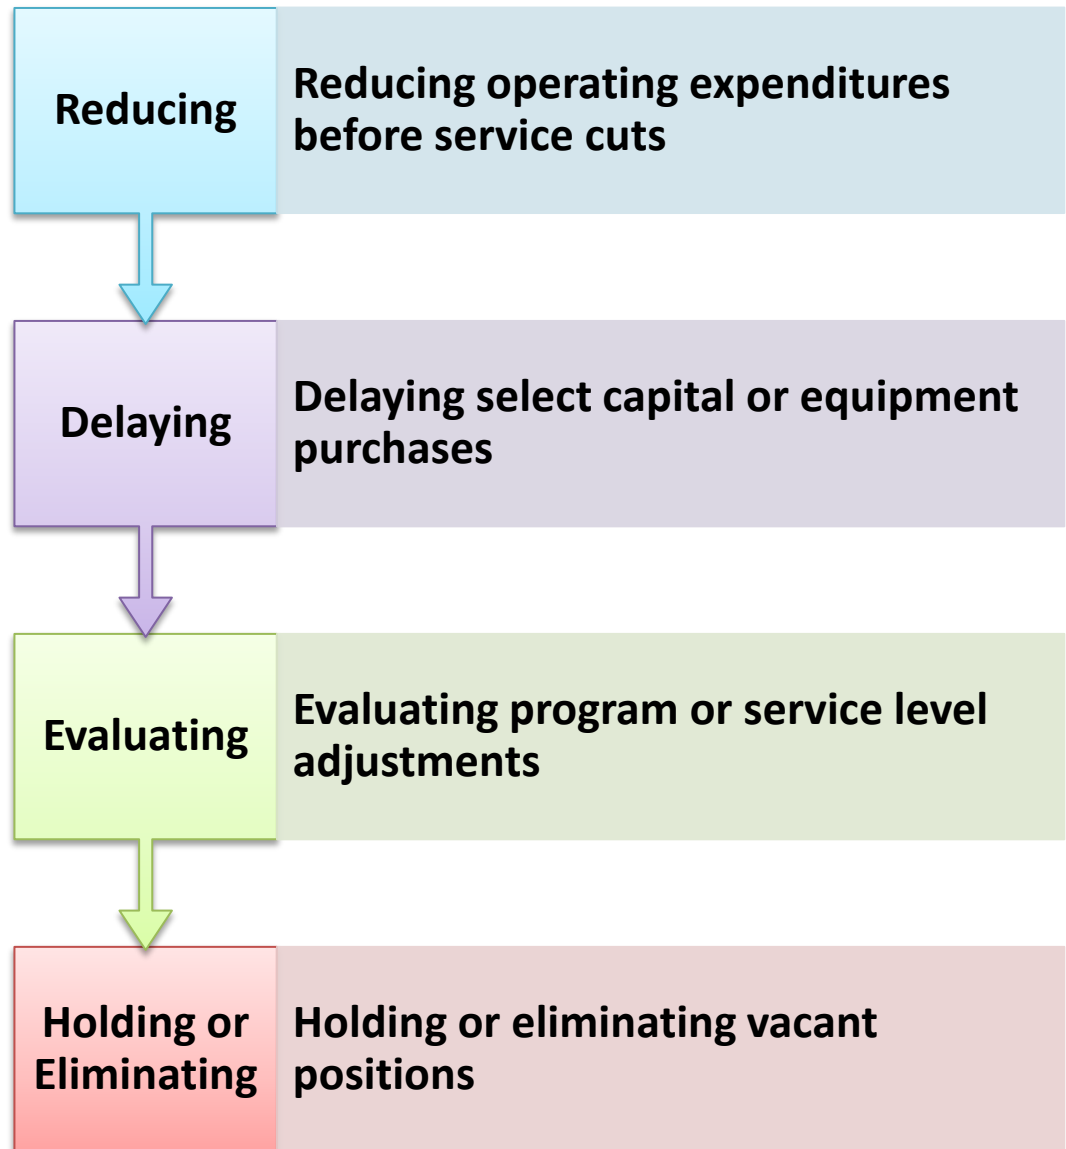 Reducing
Reducing operating expenditures
before service cuts
Delaying
Delaying select capital or equipment
purchases
Evaluating
Evaluating program or service level
adjustments
Holding or
Eliminating
Holding or eliminating vacant
positions